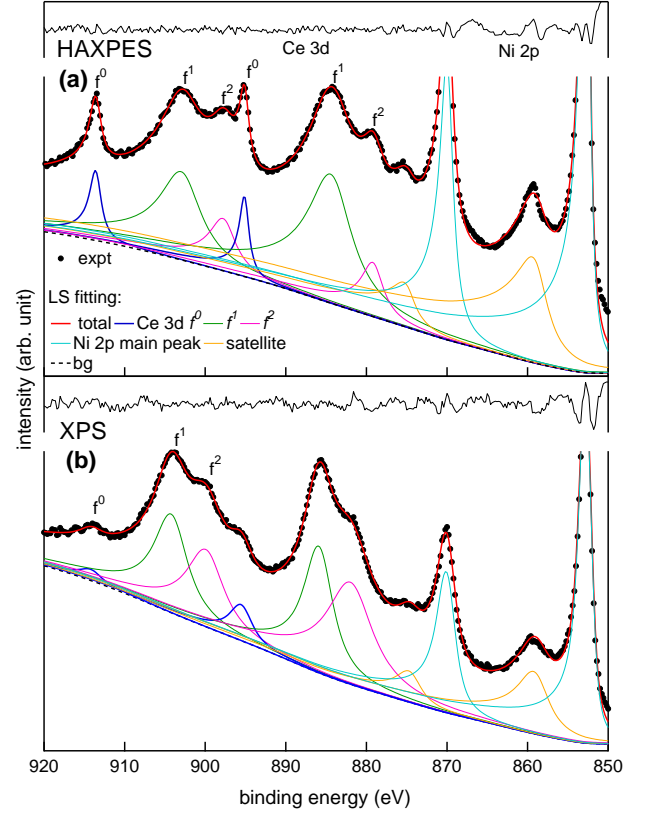 HAXPES
Ce 3d
Ni 2p
(a)
f⁰
f¹
f²
f⁰
f¹
f²
expt
LS fitting:
total Ce 3d f⁰ f¹ f²
Ni 2p main peak satellite
bg
intensity (arb. unit)
XPS
(b)
f⁰
f¹
f²
920 910 900 890 880 870 860 850
binding energy (eV)